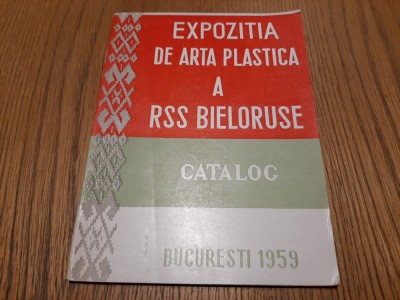 EXPOZITIA
DE ARTA PLASTICA
A
RSS BIELORUSE
CATALOG
BUCURESTI 1959